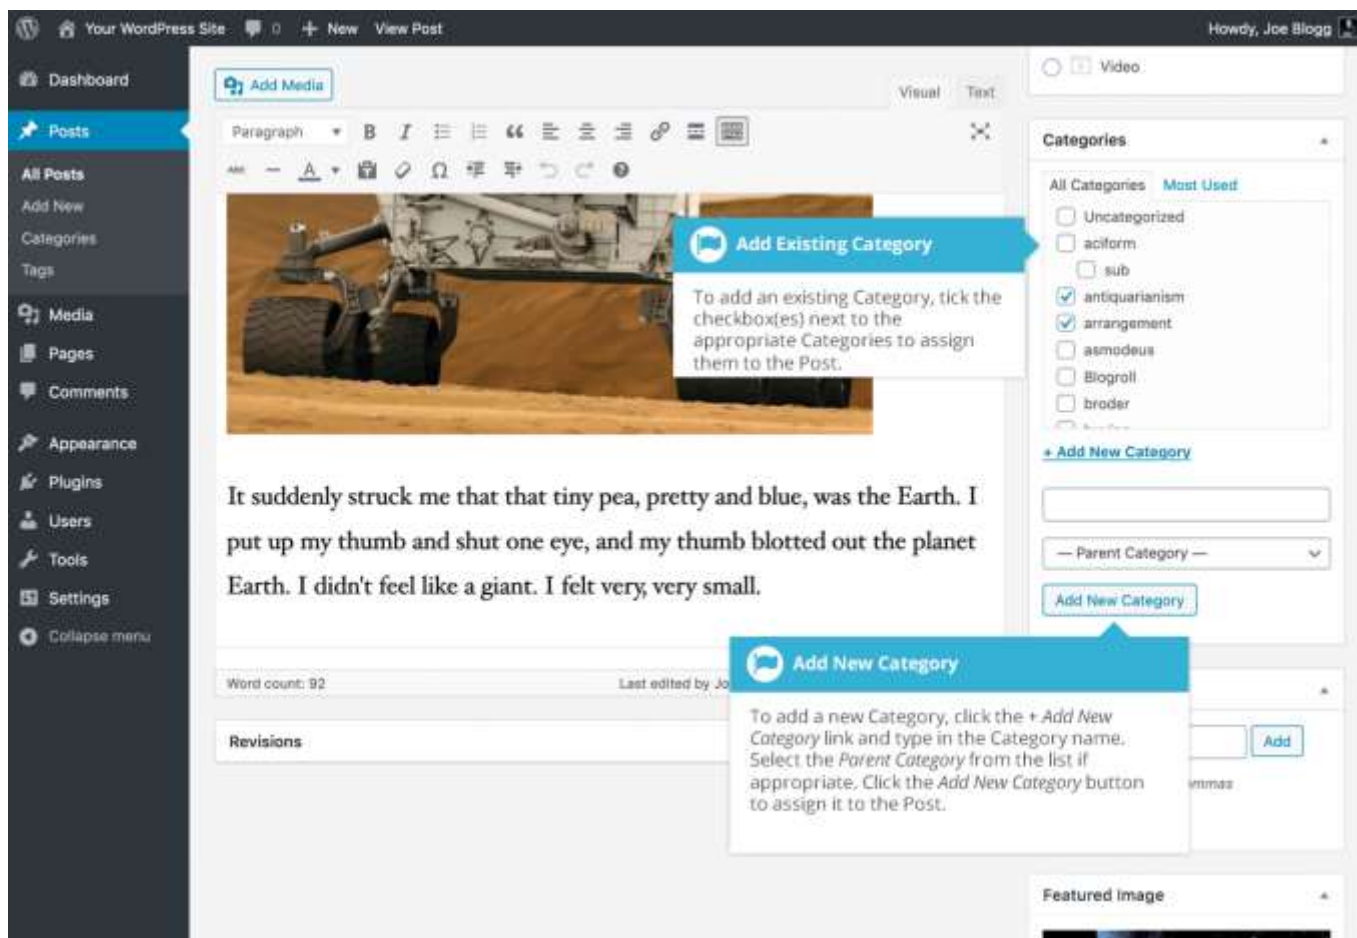 Your WordPress Site 0 + New View Post
Howdy, Joe Blogg
Dashboard
Posts
All Posts
Add New
Categories
Tags
Media
Pages
Comments
Appearance
Plugins
Users
Tools
Settings
Collapse menu
Add Media
Visual Text
Paragraph
B I
ABC
A
Ω
It suddenly struck me that that tiny pea, pretty and blue, was the Earth. I
put up my thumb and shut one eye, and my thumb blotted out the planet
Earth. I didn't feel like a giant. I felt very, very small.
Word count: 92
Last edited by Jo
Revisions
Add Existing Category
To add an existing Category, tick the
checkbox(es) next to the
appropriate Categories to assign
them to the Post.
Video
Categories
All Categories Most Used
Uncategorized
aciform
sub
antiquarianism
arrangement
asmodeus
Blogroll
broder
+ Add New Category
— Parent Category —
Add New Category
Add New Category
To add a new Category, click the + Add New
Category link and type in the Category name.
Select the Parent Category from the list if
appropriate. Click the Add New Category button
to assign it to the Post.
Add
ommas
Featured Image